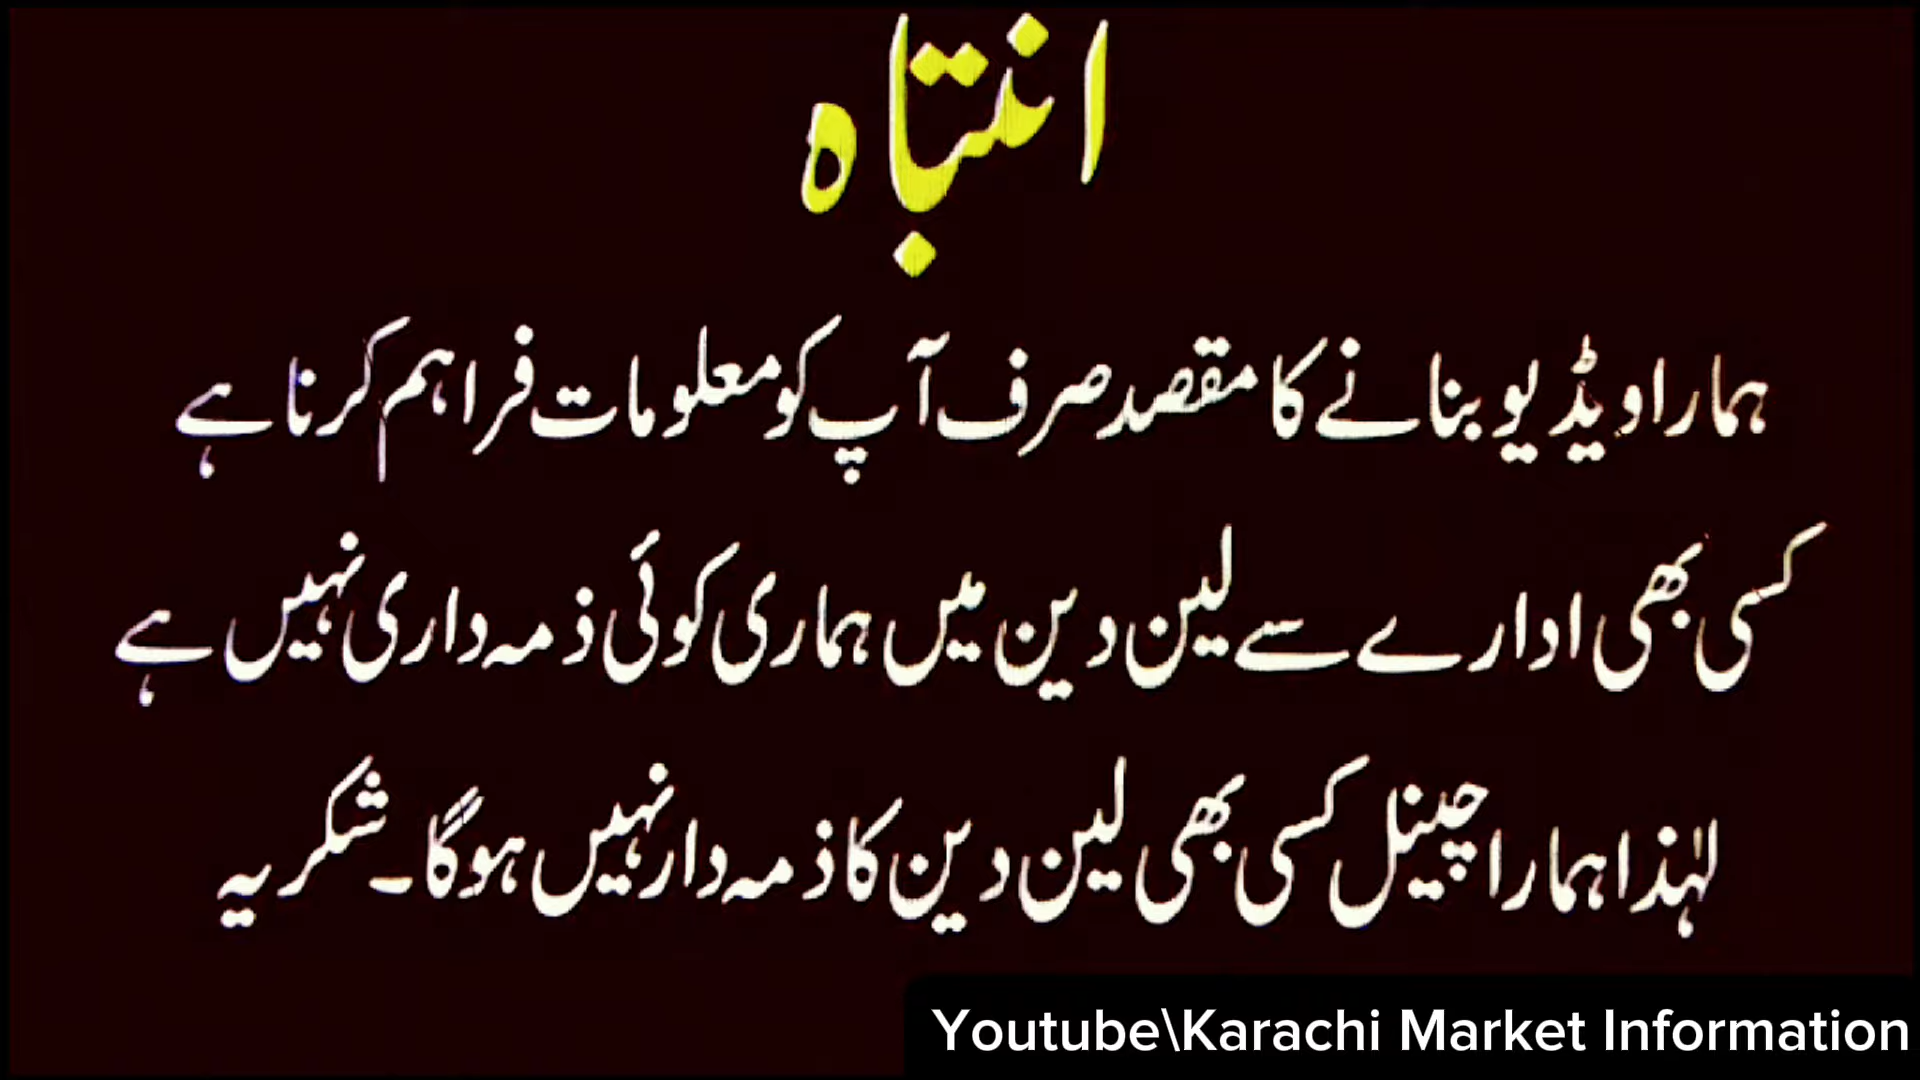 انتباہ
ہمارا ویڈیو بنانے کا مقصد صرف آپ کو معلومات فراہم کرنا ہے
کسی بھی ادارے سے لین دین میں ہماری کوئی ذمہ داری نہیں ہے
لہٰذا ہمارا چینل کسی بھی لین دین کا ذمہ دار نہیں ہوگا۔ شکریہ
Youtube\Karachi Market Information